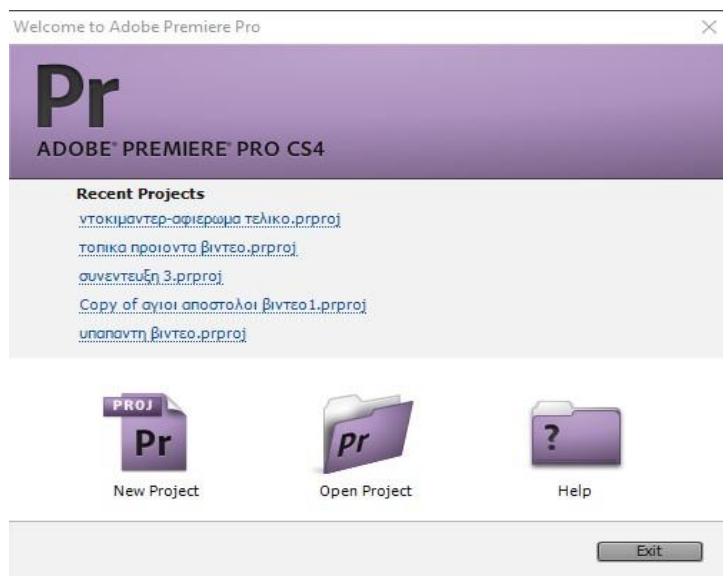 Welcome to Adobe Premiere Pro
Pr
ADOBE® PREMIERE® PRO CS4
Recent Projects
ντοκιμαντερ-αφιερωμα τελικο.prproj
τοπικα προιοντα βιντεο.prproj
συνεντευξη 3.prproj
Copy of αγιοι αποστολοι βιντεο1.prproj
υπαπαντη βιντεο.prproj
PROJ
Pr
Pr
?
New Project
Open Project
Help
Exit